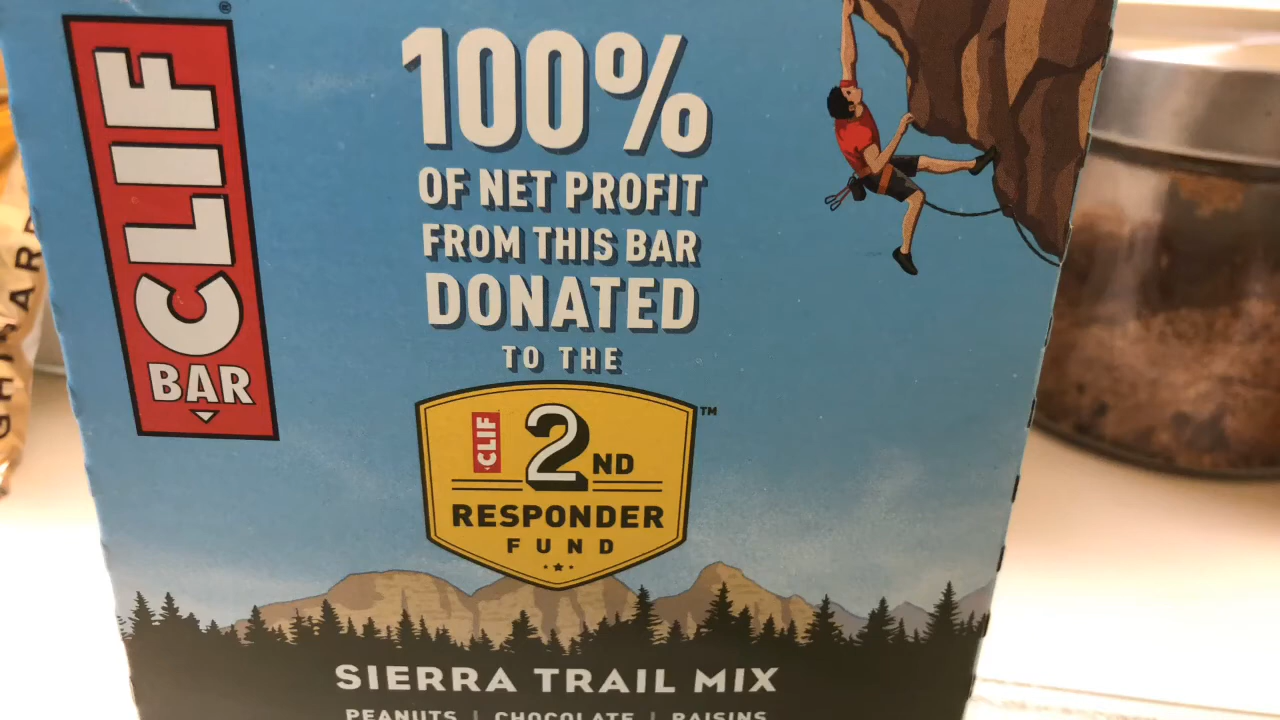 CLIF
BAR
®
100%
OF NET PROFIT
FROM THIS BAR
DONATED
TO THE
CLIF 2ND
™
RESPONDER
FUND
SIERRA TRAIL MIX
PEANUTS | CHOCOLATE | RAISINS